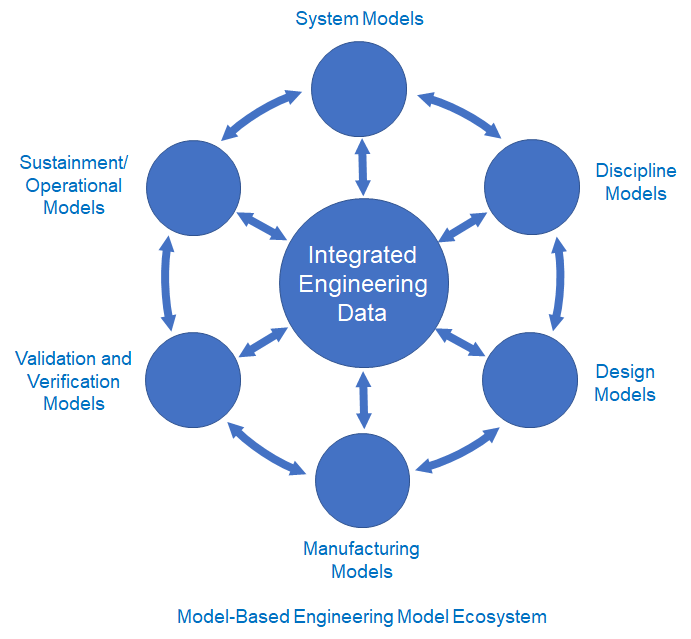 System Models
Sustainment/
Operational
Models
Discipline
Models
Integrated
Engineering
Data
Validation and
Verification
Models
Design
Models
Manufacturing
Models
Model-Based Engineering Model Ecosystem